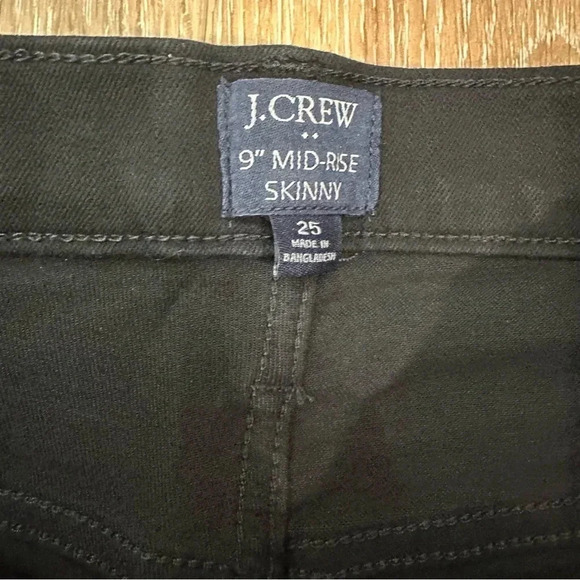 J.CREW
9" MID-RISE
SKINNY
25
MADE IN
BANGLADESH